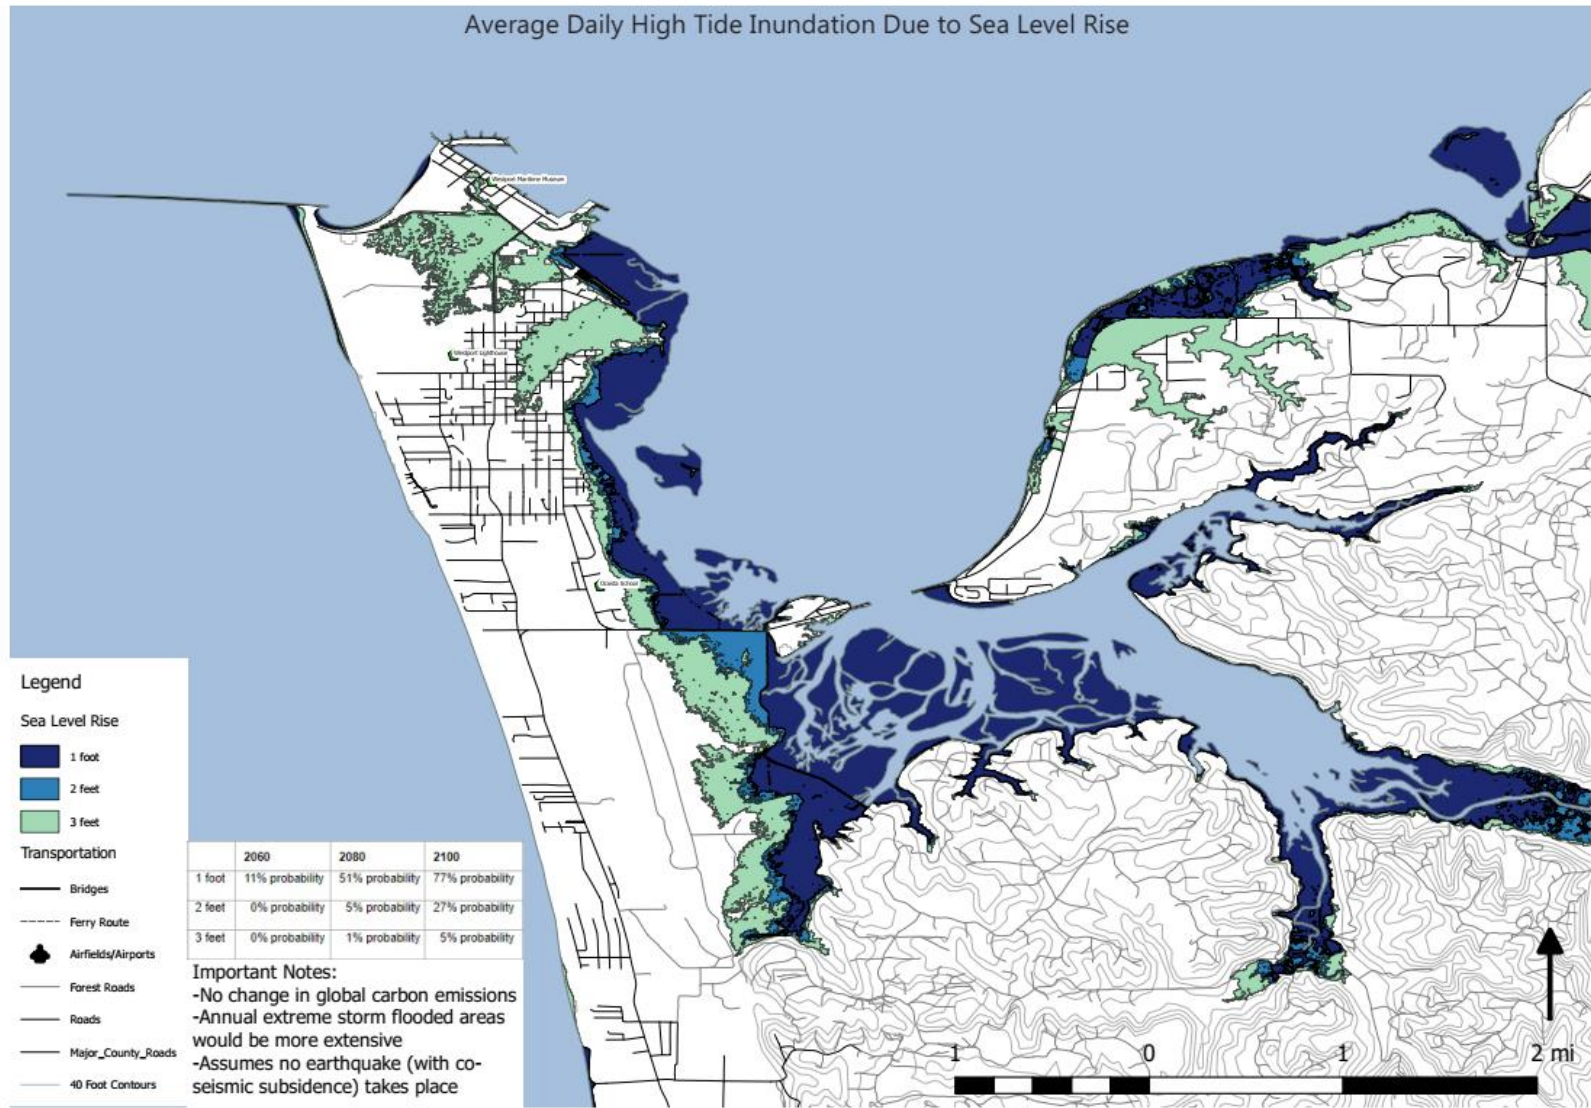 Average Daily High Tide Inundation Due to Sea Level Rise
Westport Maritime Museum
Westport Lighthouse
Ocosta School
Legend
Sea Level Rise
1 foot
2 feet
3 feet
Transportation
Bridges
Ferry Route
Airfields/Airports
Forest Roads
Roads
Major_County_Roads
40 Foot Contours
2060 2080 2100
1 foot 11% probability 51% probability 77% probability
2 feet 0% probability 5% probability 27% probability
3 feet 0% probability 1% probability 5% probability
Important Notes:
-No change in global carbon emissions
-Annual extreme storm flooded areas
would be more extensive
-Assumes no earthquake (with co-
seismic subsidence) takes place
1 0 1 2 mi